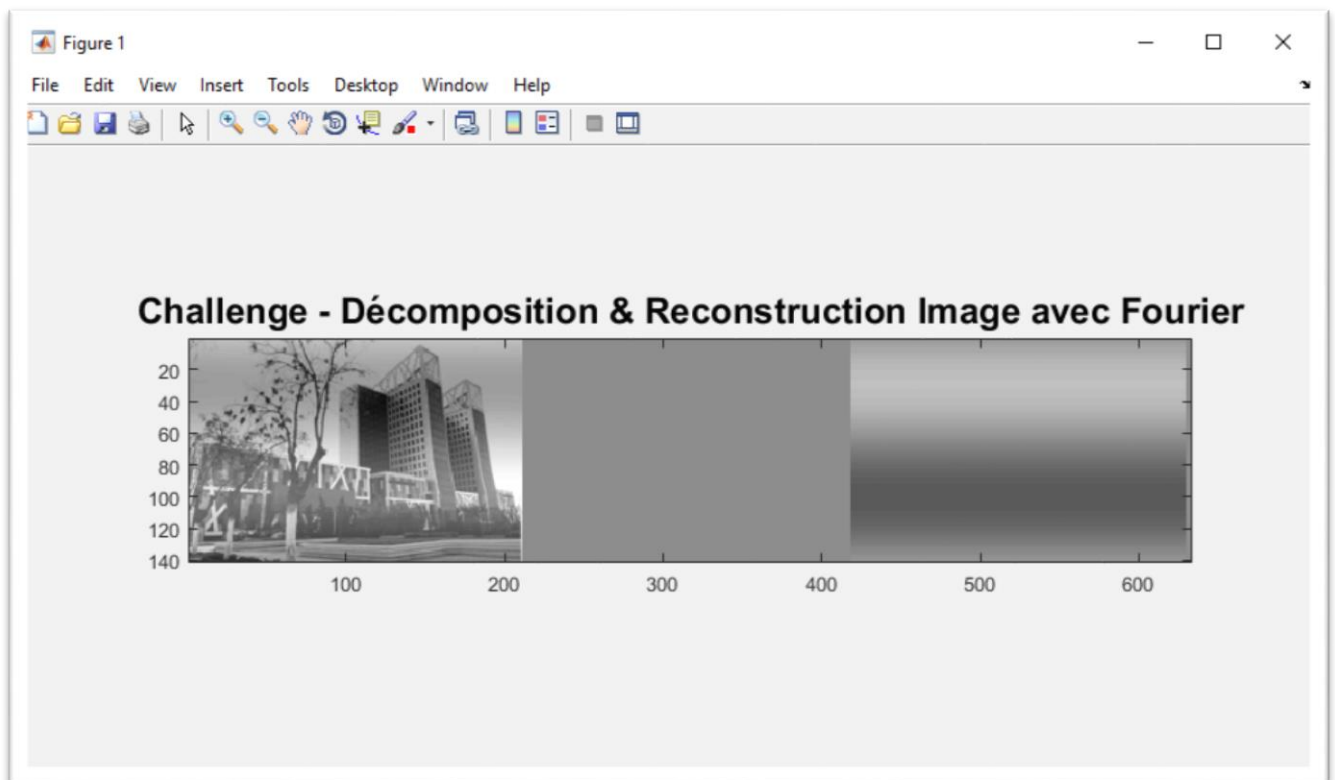 Figure 1
File Edit View Insert Tools Desktop Window Help
Challenge - Décomposition & Reconstruction Image avec Fourier
20
40
60
80
100
120
140
100 200 300 400 500 600